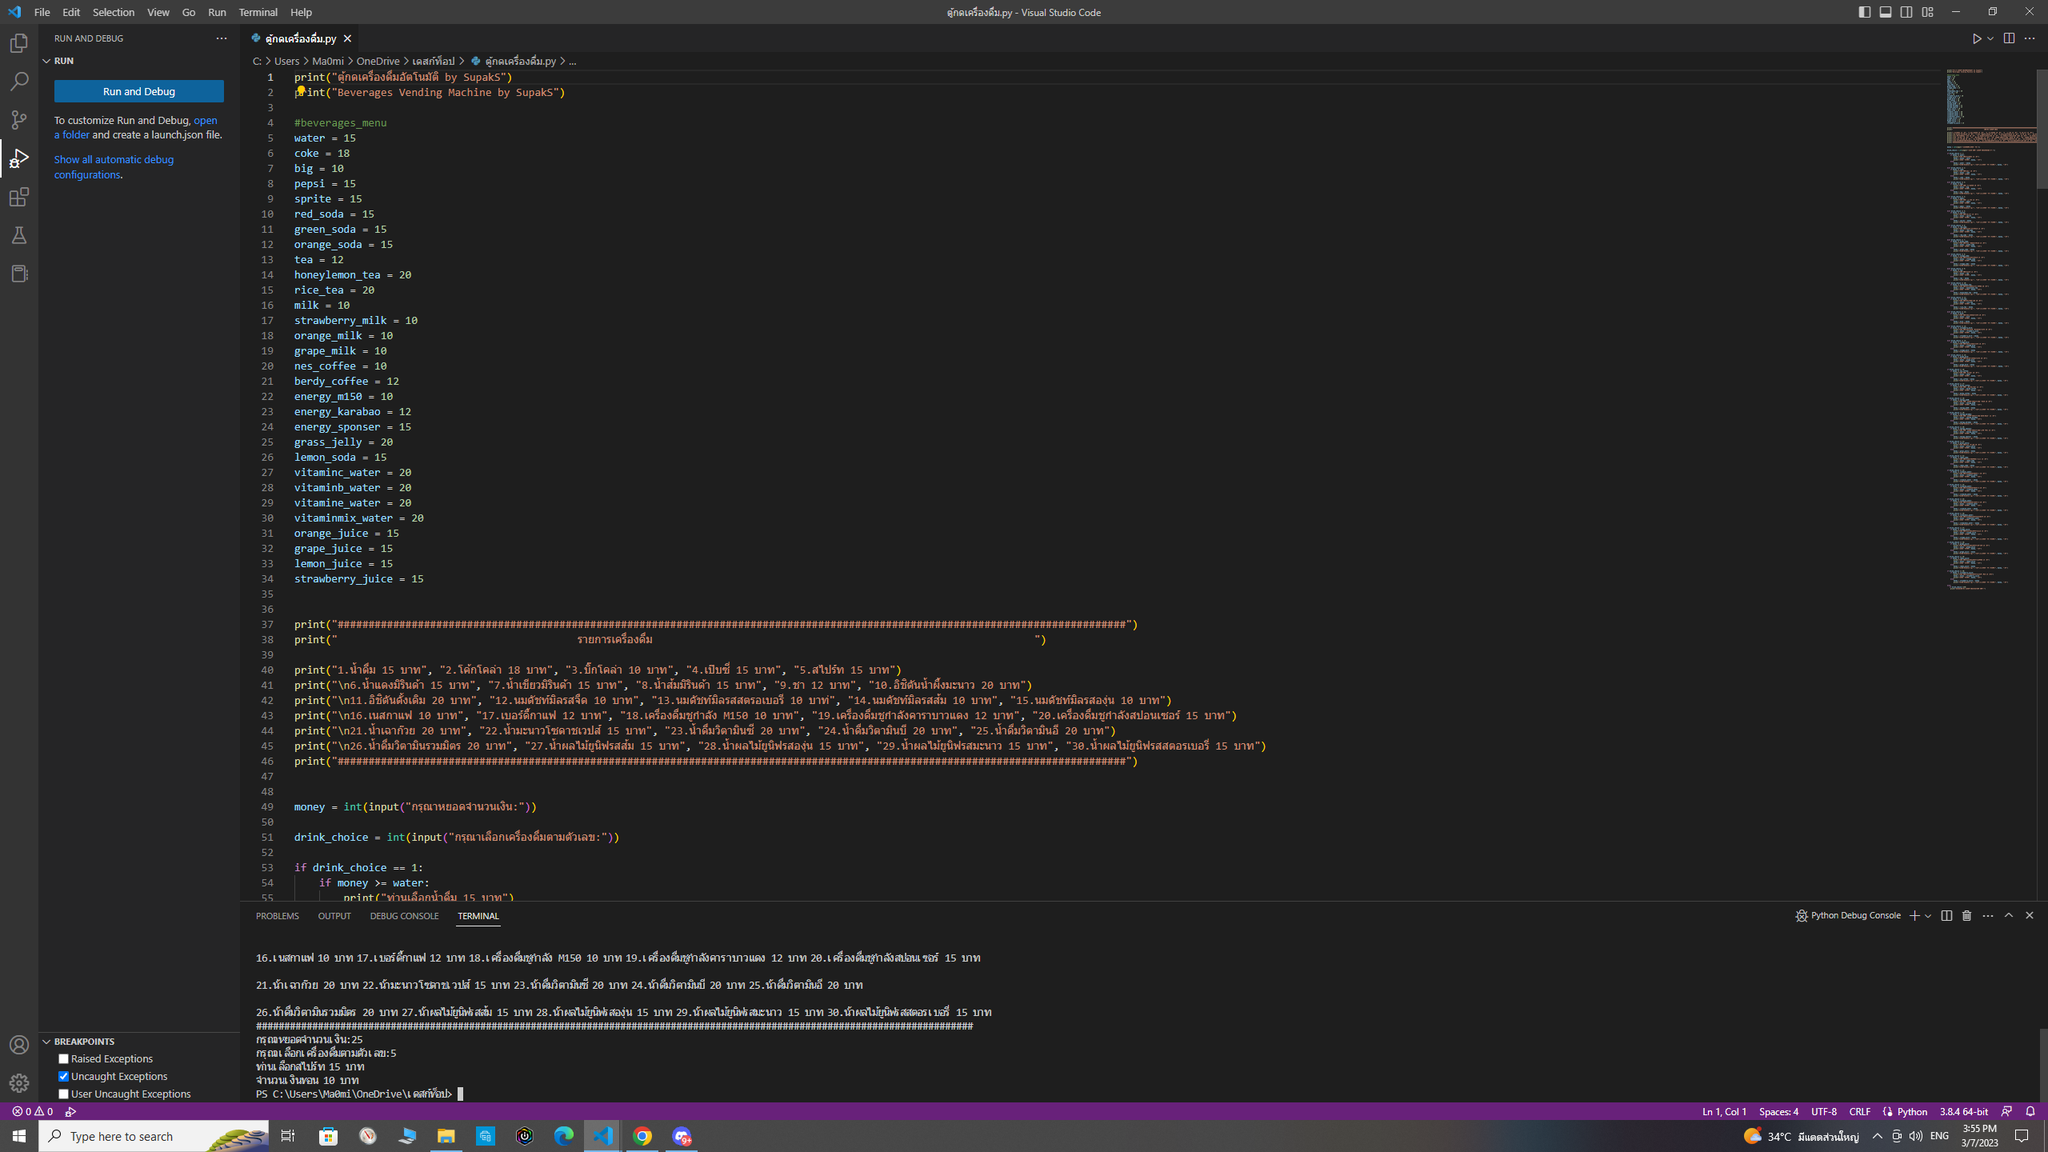 File Edit Selection View Go Run Terminal Help
ตู้กดเครื่องดื่ม.py - Visual Studio Code
RUN AND DEBUG
RUN
Run and Debug
To customize Run and Debug, open
a folder and create a launch.json file.
Show all automatic debug
configurations.
ตู้กดเครื่องดื่ม.py
C: > Users > Ma0mi > OneDrive > เดสก์ท็อป > ตู้กดเครื่องดื่ม.py > ...
1 print("ตู้กดเครื่องดื่มอัตโนมัติ by SupakS")
2 print("Beverages Vending Machine by SupakS")
3
4 #beverages_menu
5 water = 15
6 coke = 18
7 big = 10
8 pepsi = 15
9 sprite = 15
10 red_soda = 15
11 green_soda = 15
12 orange_soda = 15
13 tea = 12
14 honeylemon_tea = 20
15 rice_tea = 20
16 milk = 10
17 strawberry_milk = 10
18 orange_milk = 10
19 grape_milk = 10
20 nes_coffee = 10
21 berdy_coffee = 12
22 energy_m150 = 10
23 energy_karabao = 12
24 energy_sponser = 15
25 grass_jelly = 20
26 lemon_soda = 15
27 vitaminc_water = 20
28 vitaminb_water = 20
29 vitamine_water = 20
30 vitaminmix_water = 20
31 orange_juice = 15
32 grape_juice = 15
33 lemon_juice = 15
34 strawberry_juice = 15
35
36
37 print("################################################################################################################################")
38 print(" รายการเครื่องดื่ม ")
39
40 print("1.น้ำดื่ม 15 บาท", "2.โค้กโคล่า 18 บาท", "3.บิ๊กโคล่า 10 บาท", "4.เป๊บซี่ 15 บาท", "5.สไปร์ท 15 บาท")
41 print("\n6.น้ำแดงมิรินด้า 15 บาท", "7.น้ำเขียวมิรินด้า 15 บาท", "8.น้ำส้มมิรินด้า 15 บาท", "9.ชา 12 บาท", "10.อิชิตันน้ำผึ้งมะนาว 20 บาท")
42 print("\n11.อิชิตันดั้งเดิม 20 บาท", "12.นมดัชท์มิลรสจืด 10 บาท", "13.นมดัชท์มิลรสสตรอเบอรี่ 10 บาท", "14.นมดัชท์มิลรสส้ม 10 บาท", "15.นมดัชท์มิลรสองุ่น 10 บาท")
43 print("\n16.เนสกาแฟ 10 บาท", "17.เบอร์ดี้กาแฟ 12 บาท", "18.เครื่องดื่มชูกำลัง M150 10 บาท", "19.เครื่องดื่มชูกำลังคาราบาวแดง 12 บาท", "20.เครื่องดื่มชูกำลังสปอนเซอร์ 15 บาท")
44 print("\n21.น้ำเฉาก๊วย 20 บาท", "22.น้ำมะนาวโซดาชเวปส์ 15 บาท", "23.น้ำดื่มวิตามินซี 20 บาท", "24.น้ำดื่มวิตามินบี 20 บาท", "25.น้ำดื่มวิตามินอี 20 บาท")
45 print("\n26.น้ำดื่มวิตามินรวมมิตร 20 บาท", "27.น้ำผลไม้ยูนิฟรสส้ม 15 บาท", "28.น้ำผลไม้ยูนิฟรสองุ่น 15 บาท", "29.น้ำผลไม้ยูนิฟรสมะนาว 15 บาท", "30.น้ำผลไม้ยูนิฟรสสตอรเบอรี่ 15 บาท")
46 print("################################################################################################################################")
47
48
49 money = int(input("กรุณาหยอดจำนวนเงิน:"))
50
51 drink_choice = int(input("กรุณาเลือกเครื่องดื่มตามตัวเลข:"))
52
53 if drink_choice == 1:
54 if money >= water:
55 print("ท่านเลือกน้ำดื่ม 15 บาท")
PROBLEMS OUTPUT DEBUG CONSOLE TERMINAL
Python Debug Console
16.เนสกาแฟ 10 บาท 17.เบอร์ดี้กาแฟ 12 บาท 18.เครื่องดื่มชูกำลัง M150 10 บาท 19.เครื่องดื่มชูกำลังคาราบาวแดง 12 บาท 20.เครื่องดื่มชูกำลังสปอนเซอร์ 15 บาท
21.น้ำเฉาก๊วย 20 บาท 22.น้ำมะนาวโซดาชเวปส์ 15 บาท 23.น้ำดื่มวิตามินซี 20 บาท 24.น้ำดื่มวิตามินบี 20 บาท 25.น้ำดื่มวิตามินอี 20 บาท
26.น้ำดื่มวิตามินรวมมิตร 20 บาท 27.น้ำผลไม้ยูนิฟรสส้ม 15 บาท 28.น้ำผลไม้ยูนิฟรสองุ่น 15 บาท 29.น้ำผลไม้ยูนิฟรสมะนาว 15 บาท 30.น้ำผลไม้ยูนิฟรสสตอรเบอรี่ 15 บาท
################################################################################################################################
กรุณาหยอดจำนวนเงิน:25
กรุณาเลือกเครื่องดื่มตามตัวเลข:5
ท่านเลือกสไปร์ท 15 บาท
จำนวนเงินทอน 10 บาท
PS C:\Users\Ma0mi\OneDrive\เดสก์ท็อป>
BREAKPOINTS
Raised Exceptions
Uncaught Exceptions
User Uncaught Exceptions
0 0
Ln 1, Col 1 Spaces: 4 UTF-8 CRLF Python 3.8.4 64-bit
Type here to search
34°C มีแดดส่วนใหญ่ ENG
3:55 PM
3/7/2023